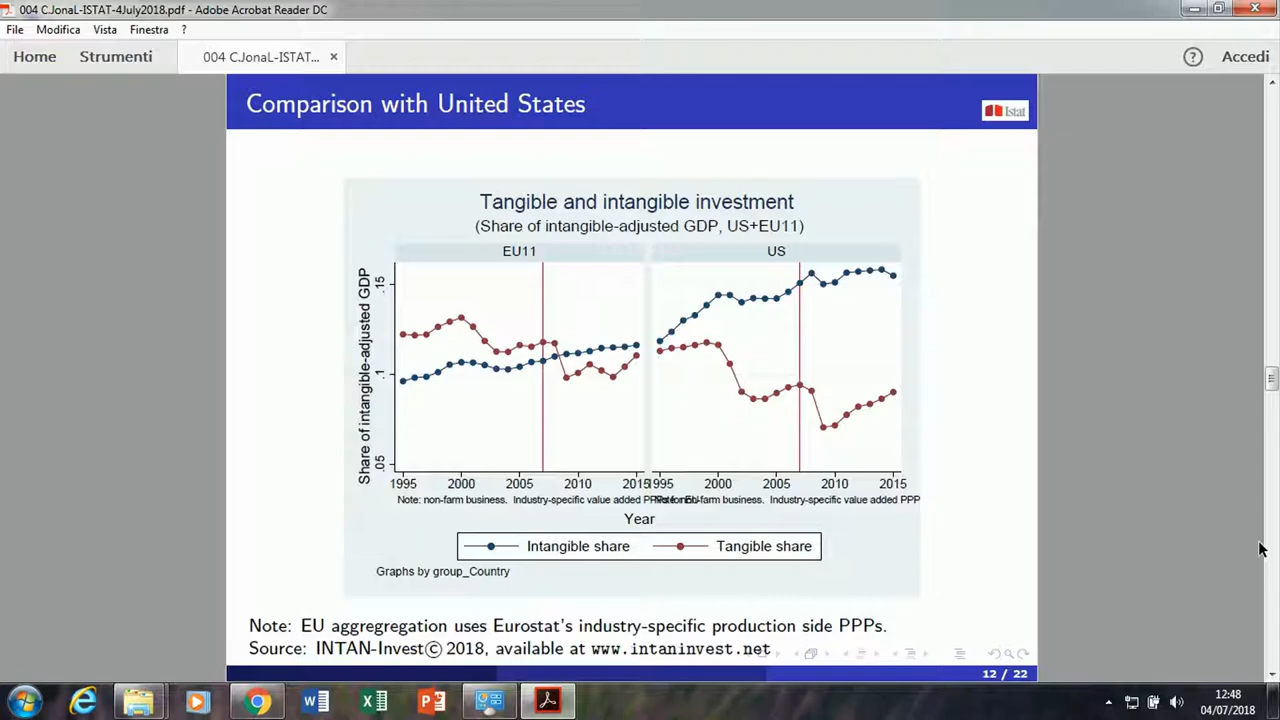 004 C.JonaL-ISTAT-4July2018.pdf - Adobe Acrobat Reader DC
File Modifica Vista Finestra ?
Home Strumenti 004 C.JonaL-ISTAT... × ? Accedi
Comparison with United States
Istat
Tangible and intangible investment
(Share of intangible-adjusted GDP, US+EU11)
EU11 US
Share of intangible-adjusted GDP
.15
.1
.05
1995 2000 2005 2010 2015 1995 2000 2005 2010 2015
Note: non-farm business. Industry-specific value added
business. Industry-specific value added PPP
Year
Intangible share Tangible share
Graphs by group_Country
Note: EU aggregregation uses Eurostat's industry-specific production side PPPs.
Source: INTAN-Invest© 2018, available at www.intaninvest.net
12 / 22
12:48
04/07/2018